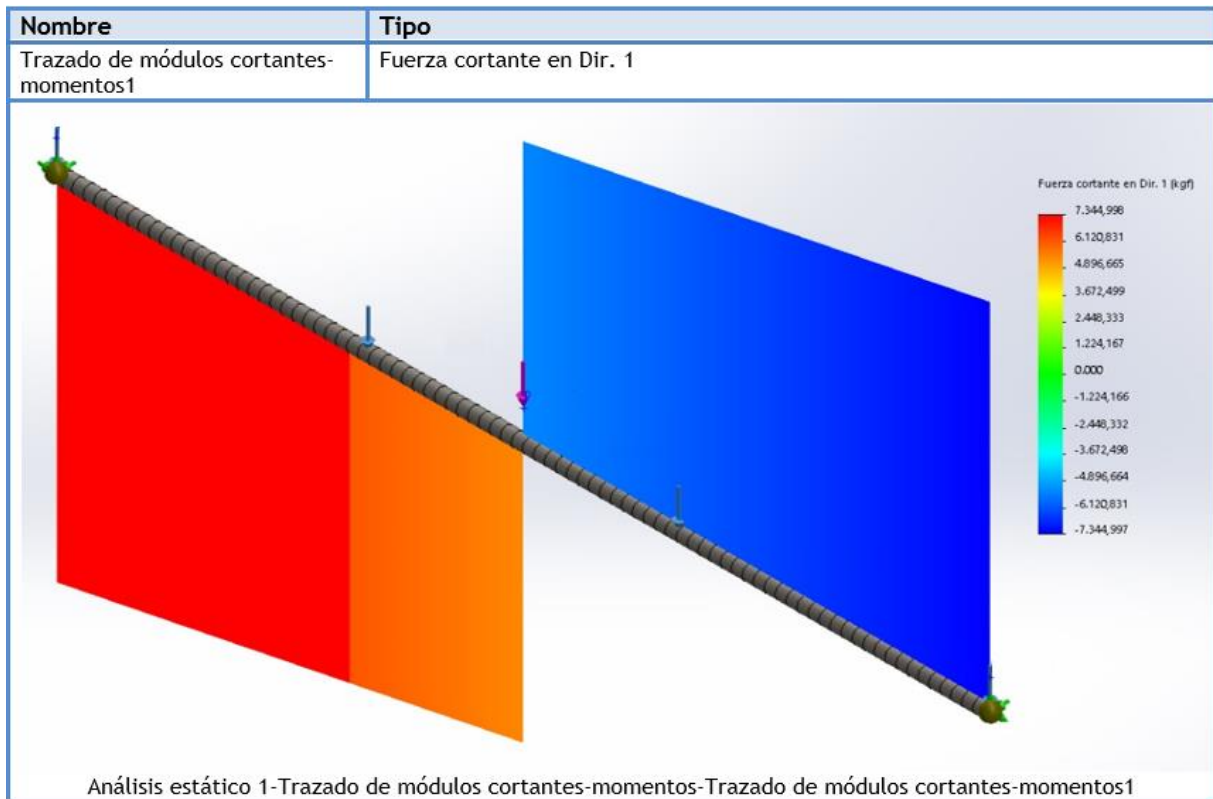 Nombre Tipo
Trazado de módulos cortantes- Fuerza cortante en Dir. 1
momentos1
Fuerza cortante en Dir. 1 (kgf)
7.344,998
6.120,831
4.896,665
3.672,499
2.448,333
1.224,167
0.000
-1.224,166
-2.448,332
-3.672,498
-4.896,664
-6.120,831
-7.344,997
Análisis estático 1-Trazado de módulos cortantes-momentos-Trazado de módulos cortantes-momentos1